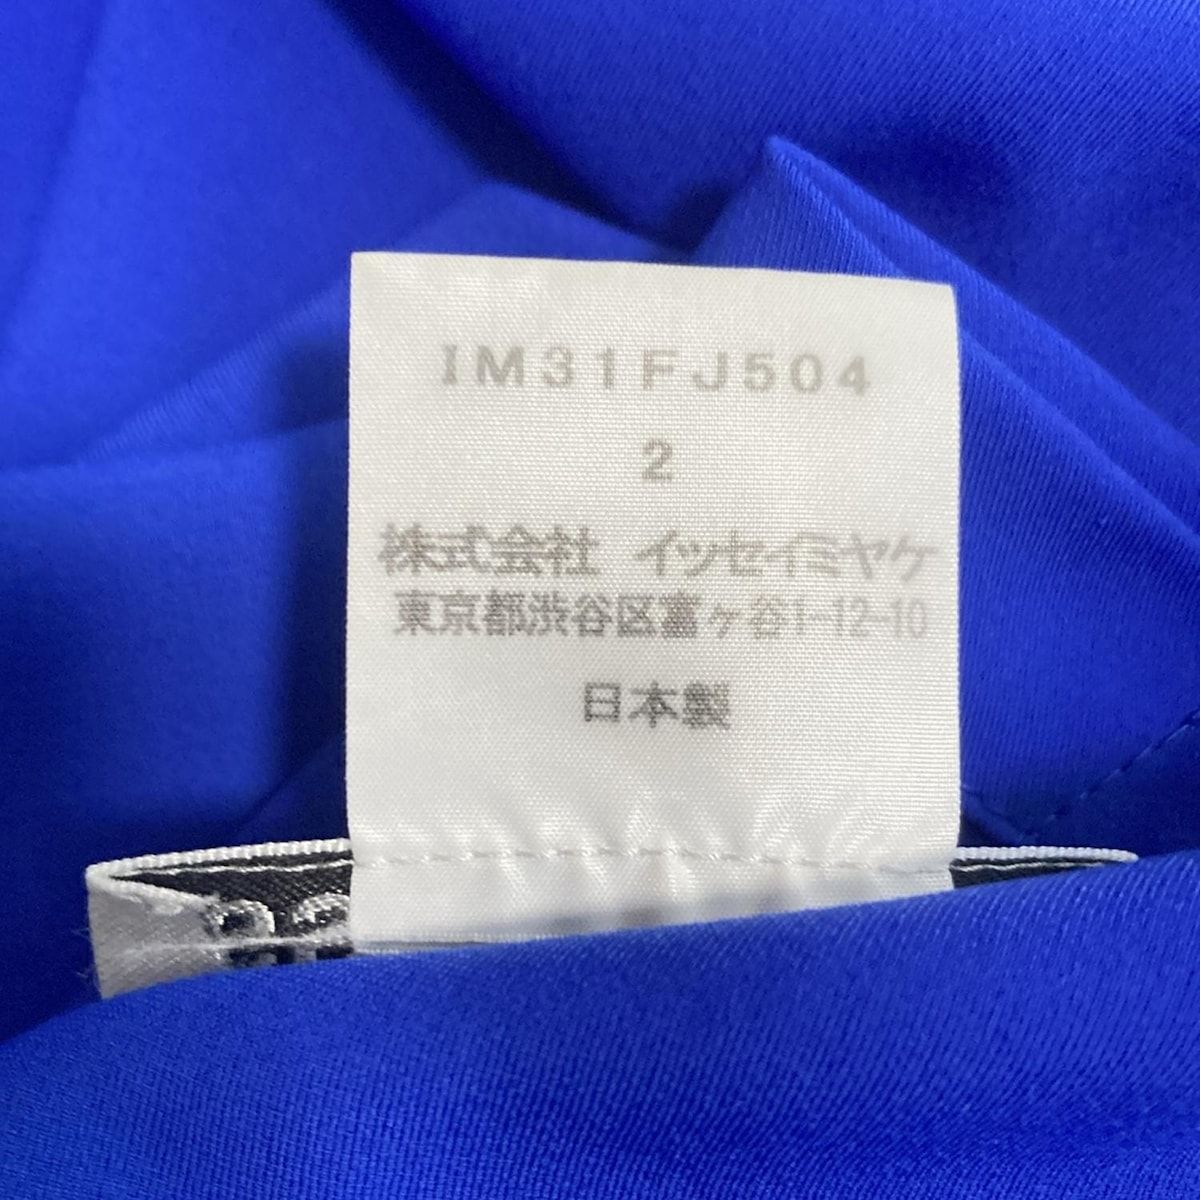 IM31FJ504
2
株式会社 イッセイミヤケ
東京都渋谷区富ヶ谷1-12-10
日本製